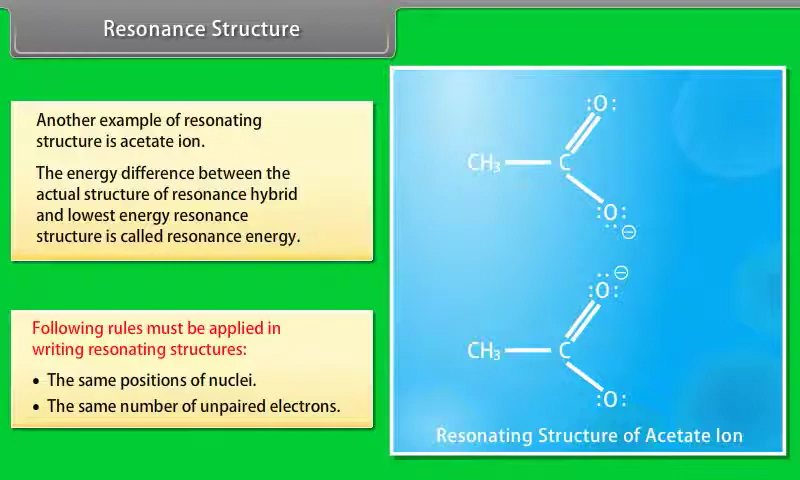 Resonance Structure
Another example of resonating
structure is acetate ion.
The energy difference between the
actual structure of resonance hybrid
and lowest energy resonance
structure is called resonance energy.
Following rules must be applied in
writing resonating structures:
• The same positions of nuclei.
• The same number of unpaired electrons.
:O:
CH₃ C
:O:
⊖
⊖
:O:
CH₃ C
:O:
Resonating Structure of Acetate Ion